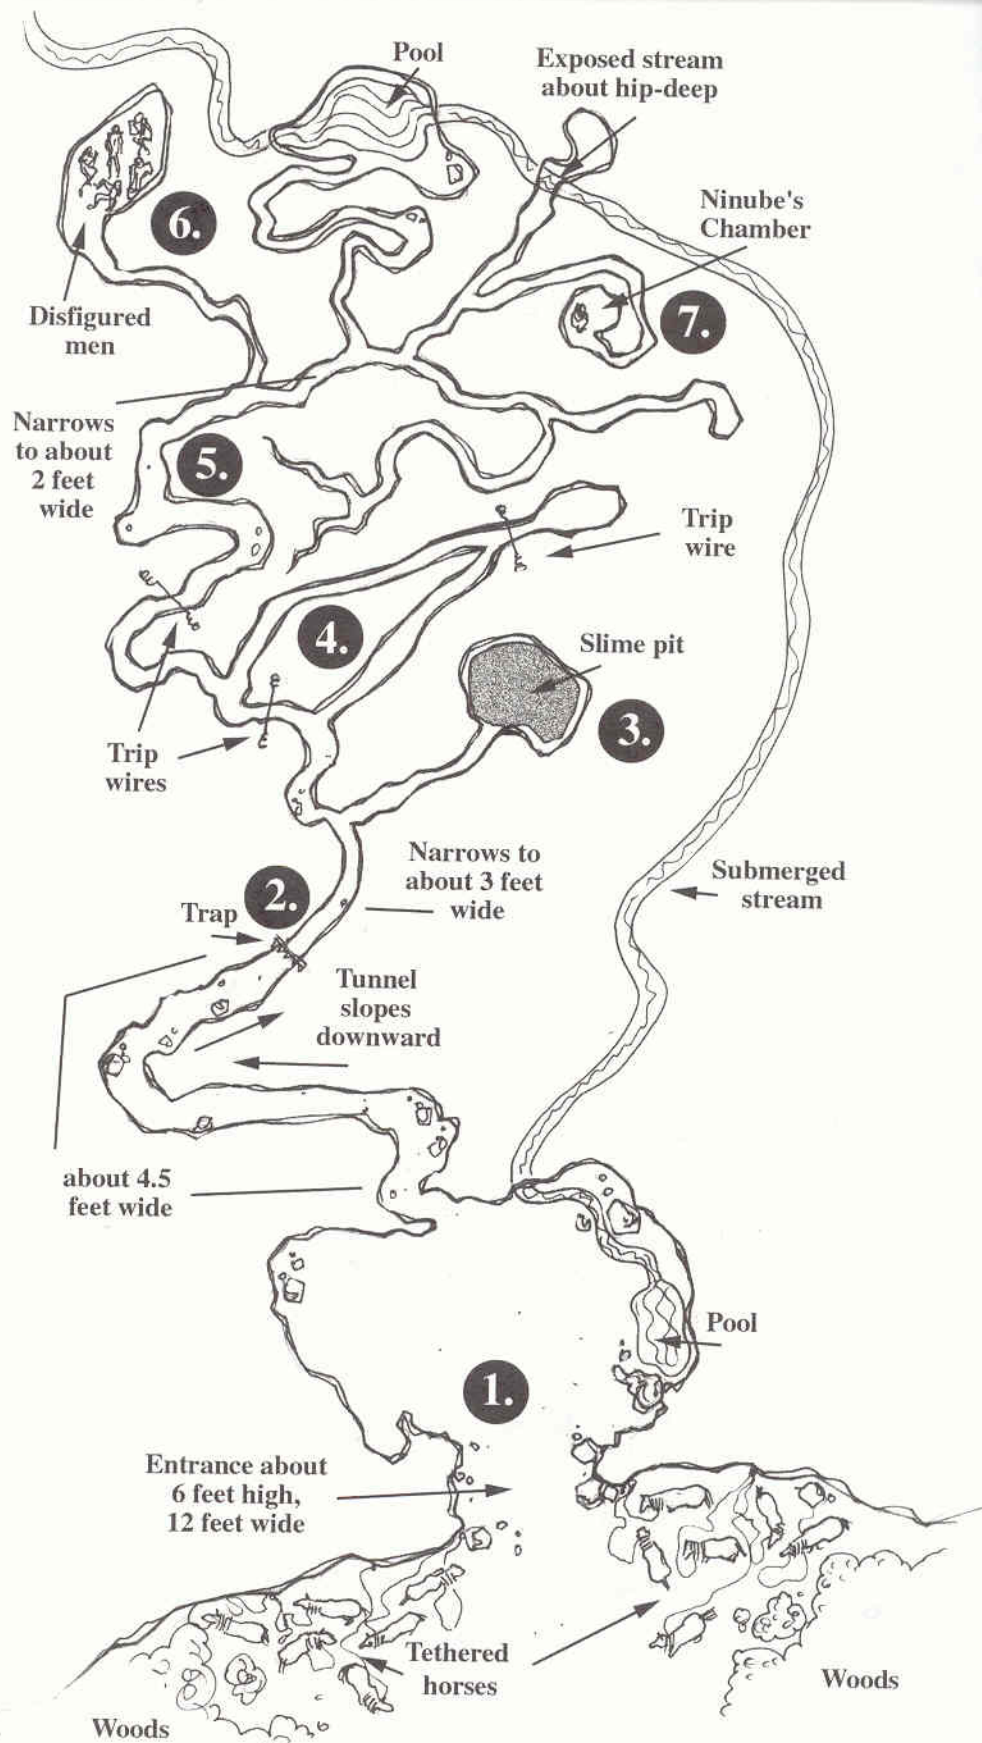 Pool
Exposed stream
about hip-deep
Ninube's
Chamber
6.
7.
Disfigured
men
Narrows
to about
2 feet
wide
5.
Trip
wire
4.
Slime pit
3.
Trip
wires
Narrows to
about 3 feet
wide
2.
Trap
Submerged
stream
Tunnel
slopes
downward
about 4.5
feet wide
Pool
1.
Entrance about
6 feet high,
12 feet wide
Tethered
horses
Woods
Woods